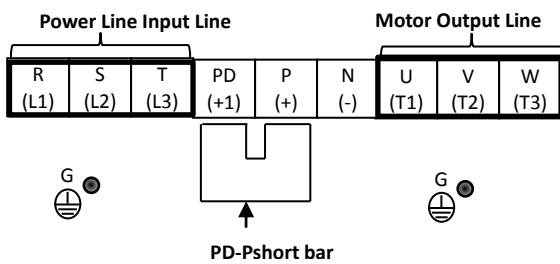 Power Line Input Line Motor Output Line
R S T PD P N U V W
(L1) (L2) (L3) (+1) (+) (-) (T1) (T2) (T3)
G G
PD-Pshort bar